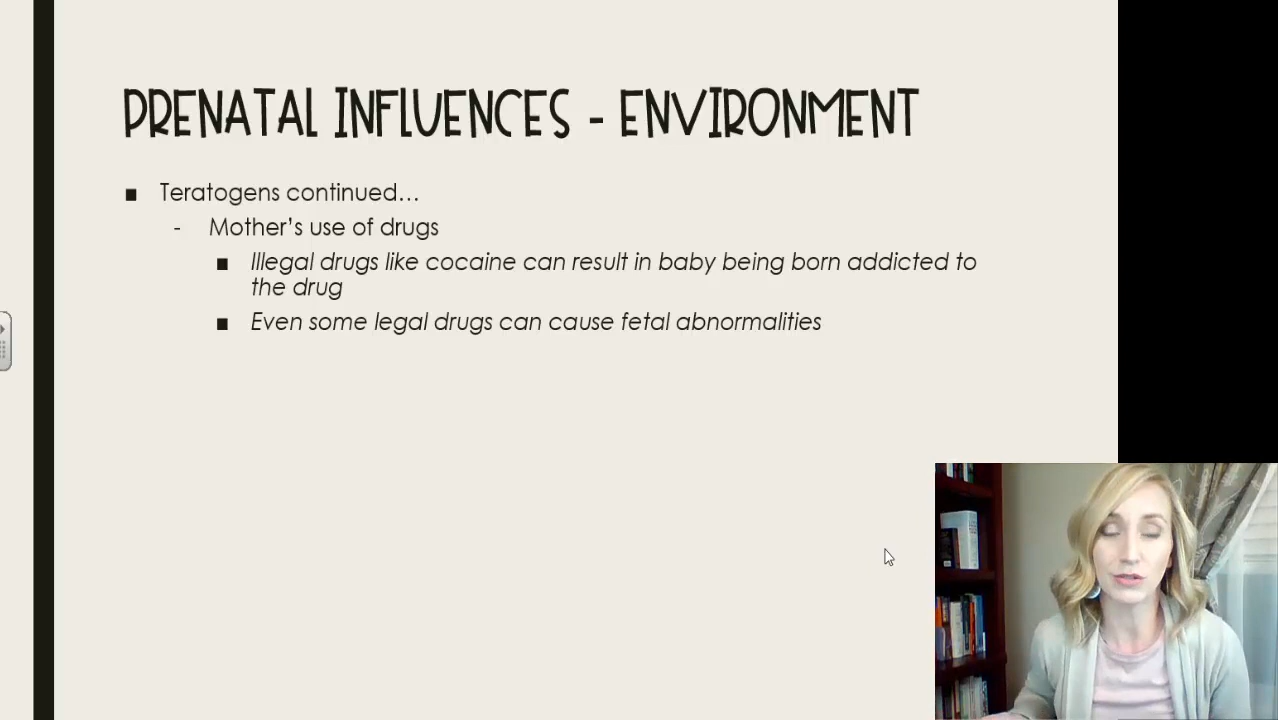 PRENATAL INFLUENCES - ENVIRONMENT
■ Teratogens continued…
- Mother’s use of drugs
■ Illegal drugs like cocaine can result in baby being born addicted to
the drug
■ Even some legal drugs can cause fetal abnormalities